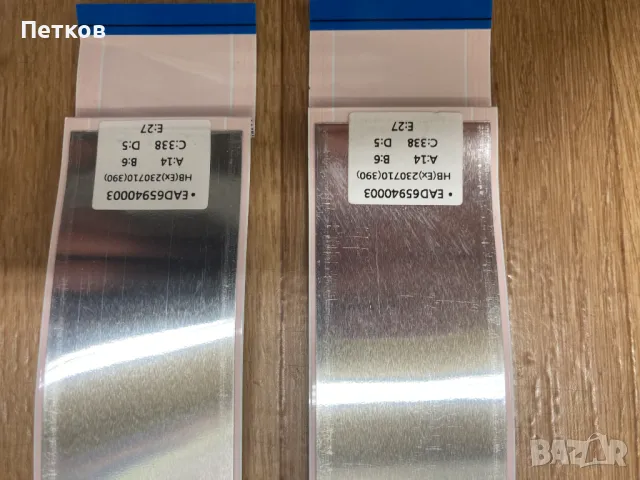 Петков
• EAD65940003
HB(Ex)230710(390)
A:14 B:6
C:338 D:5
E:27
• EAD65940003
HB(Ex)230710(390)
A:14 B:6
C:338 D:5
E:27
BAZAR